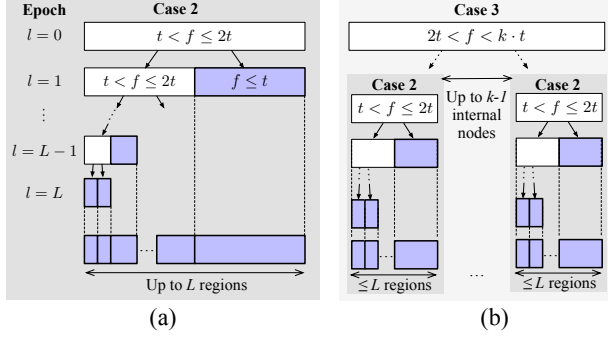 Epoch
Case 2
l = 0
t < f ≤ 2t
l = 1
t < f ≤ 2t
f ≤ t
⋮
l = L − 1
l = L
...
Up to L regions
(a)
Case 3
2t < f < k · t
Case 2
Up to k-1
internal
nodes
Case 2
t < f ≤ 2t
t < f ≤ 2t
...
...
≤ L regions
...
≤ L regions
(b)